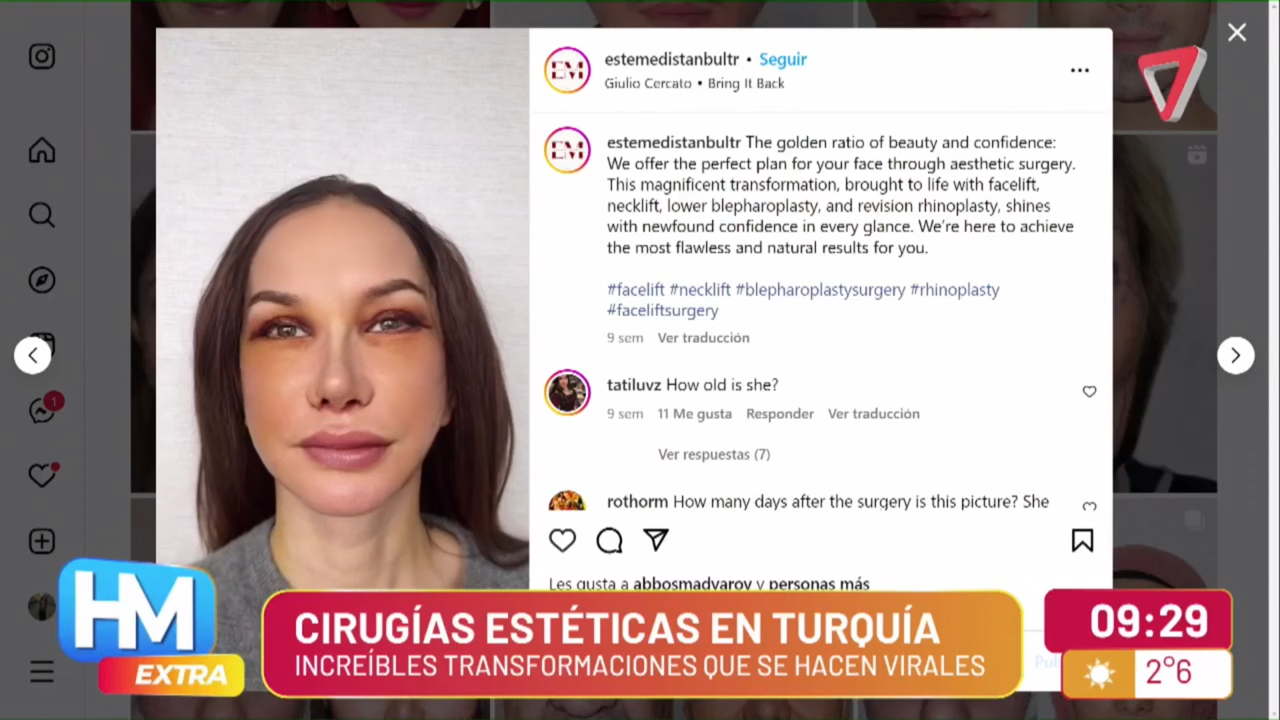 estemedistanbultr • Seguir
Giulio Cercato • Bring It Back
EM
EM
estemedistanbultr The golden ratio of beauty and confidence:
We offer the perfect plan for your face through aesthetic surgery.
This magnificent transformation, brought to life with facelift,
necklift, lower blepharoplasty, and revision rhinoplasty, shines
with newfound confidence in every glance. We're here to achieve
the most flawless and natural results for you.
#facelift #necklift #blepharoplastysurgery #rhinoplasty
#faceliftsurgery
9 sem Ver traducción
tatiluvz How old is she?
9 sem 11 Me gusta Responder Ver traducción
Ver respuestas (7)
rothorm How many days after the surgery is this picture? She
1
Les gusta a abbosmadyarov y personas más
HM
EXTRA
CIRUGÍAS ESTÉTICAS EN TURQUÍA
INCREÍBLES TRANSFORMACIONES QUE SE HACEN VIRALES
09:29
2°6